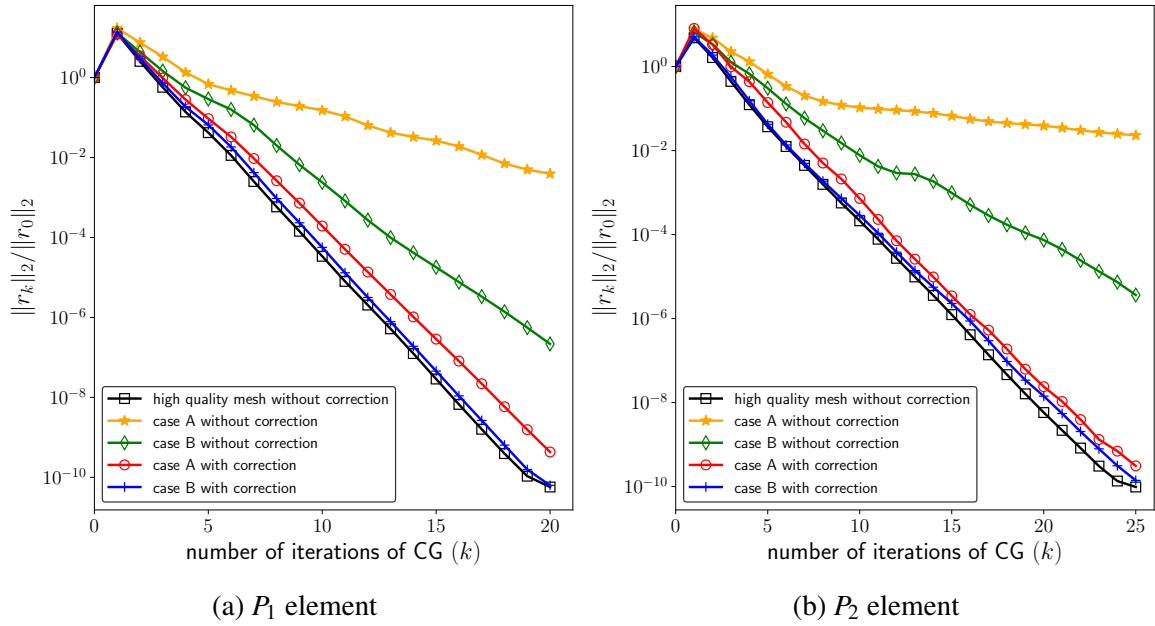 10^0
10^{-2}
10^{-4}
10^{-6}
10^{-8}
10^{-10}
||r_k||_2/||r_0||_2
high quality mesh without correction
case A without correction
case B without correction
case A with correction
case B with correction
0 5 10 15 20
number of iterations of CG (k)
(a) P_1 element
10^0
10^{-2}
10^{-4}
10^{-6}
10^{-8}
10^{-10}
||r_k||_2/||r_0||_2
high quality mesh without correction
case A without correction
case B without correction
case A with correction
case B with correction
0 5 10 15 20 25
number of iterations of CG (k)
(b) P_2 element